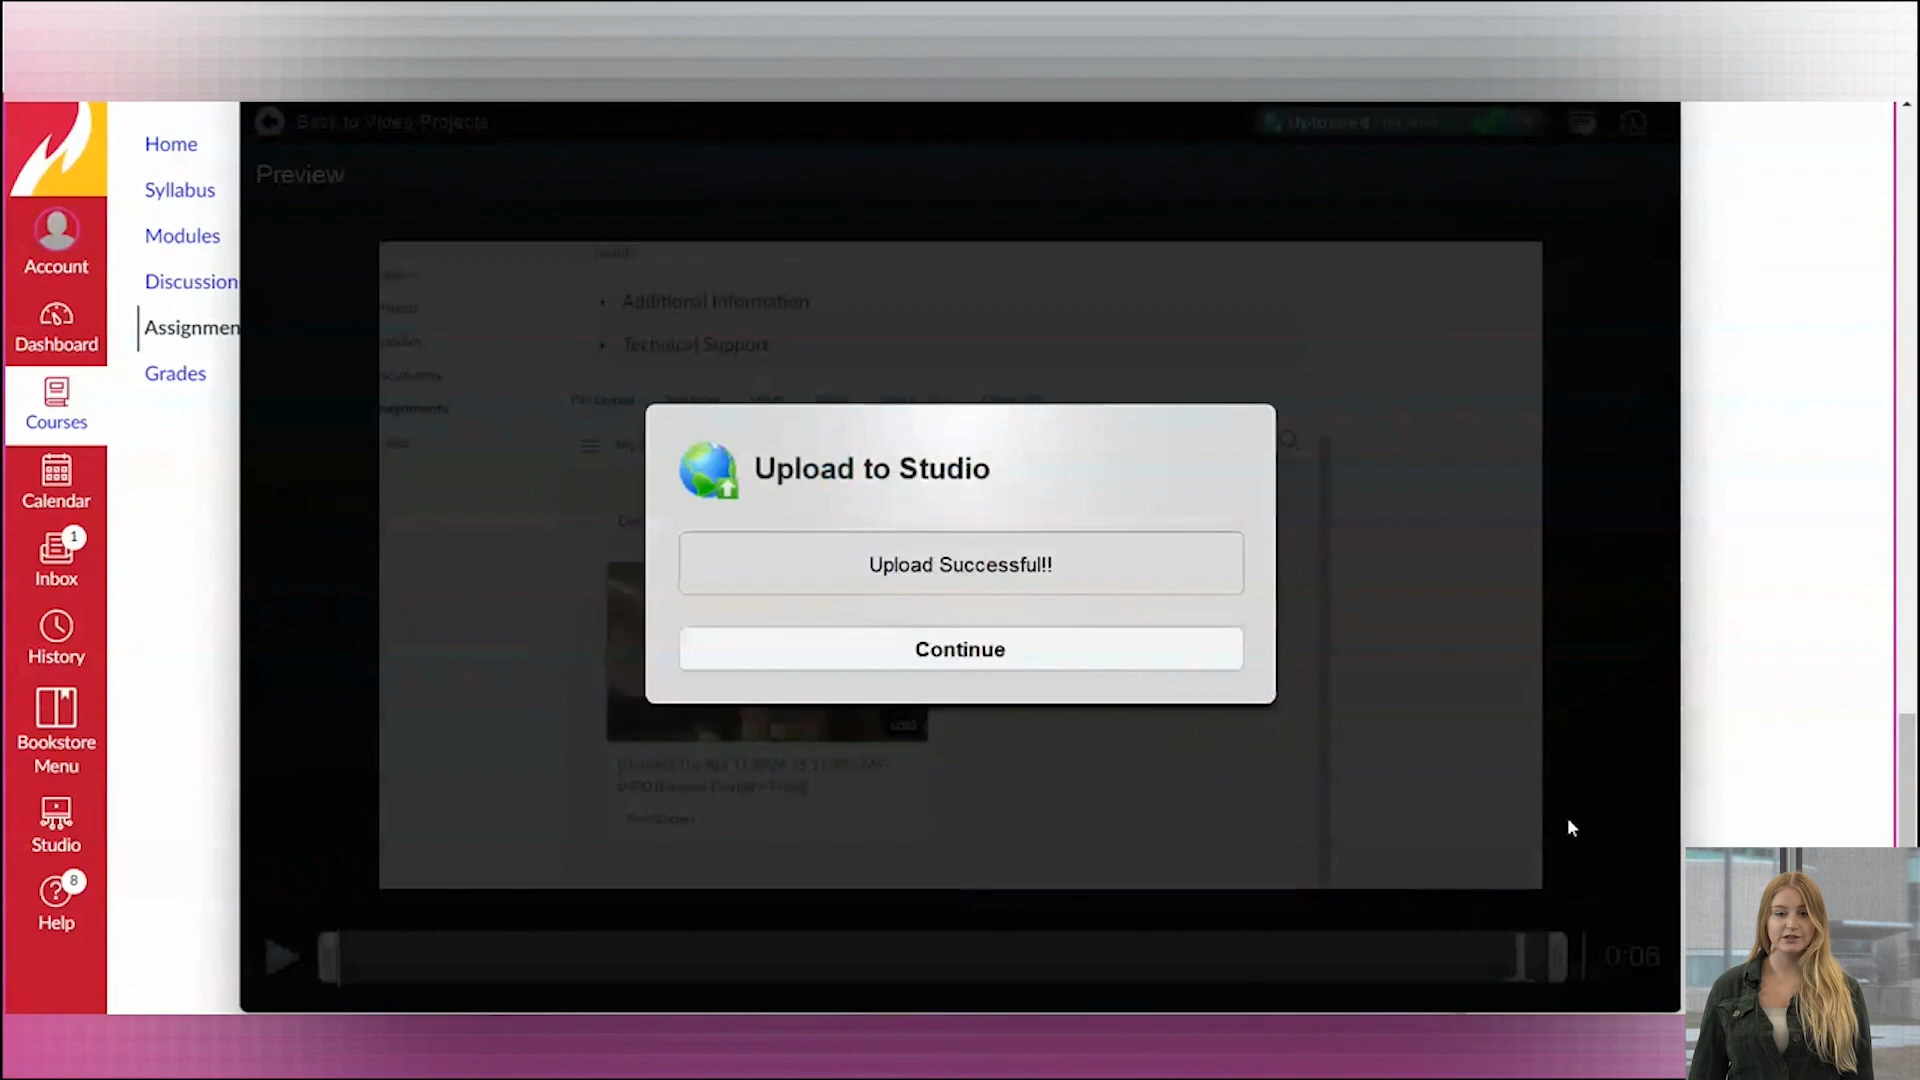 Back to Video Projects
Uploaded
Preview
Home
Syllabus
Modules
Discussion
Assignmen
Grades
Account
Dashboard
Courses
Calendar
1
Inbox
History
Bookstore
Menu
Studio
8
Help
Additional Information
Technical Support
Upload to Studio
Upload Successful!!
Continue
0:06